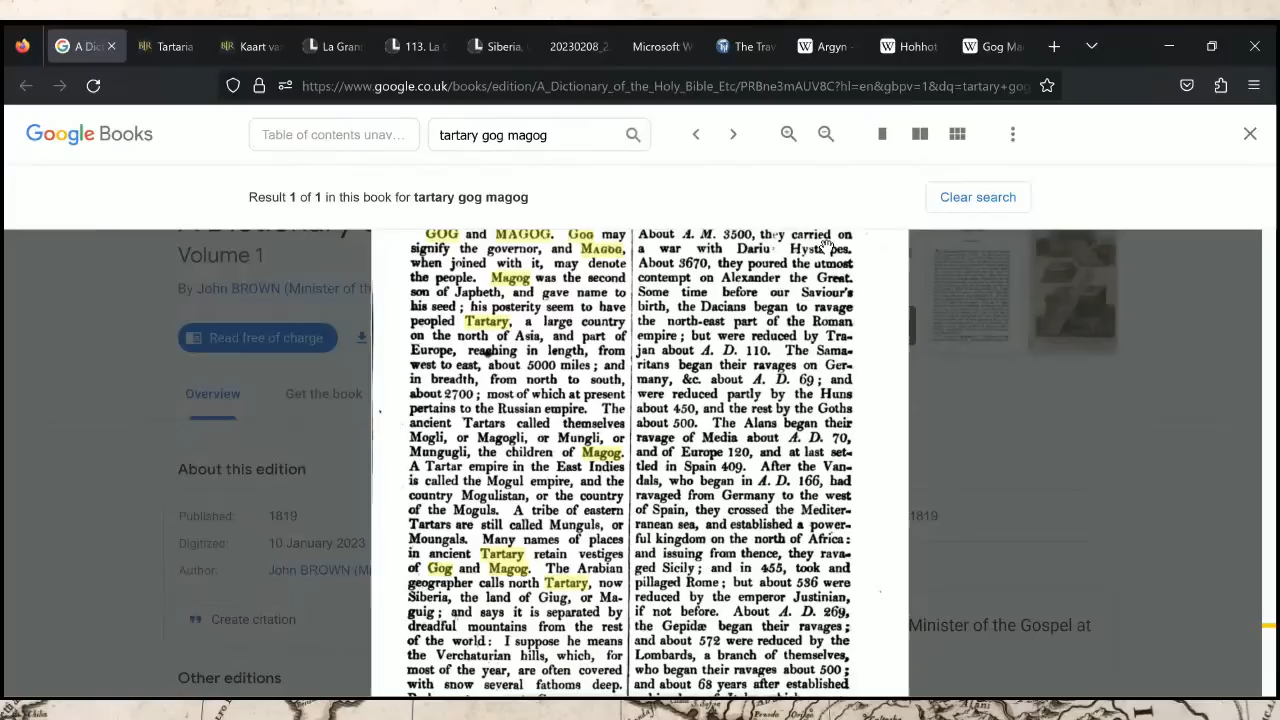 A Dic
Tartaria
Kaart va
La Gran
113. La
Siberia,
20230208_2
Microsoft W
The Trav
Argyn -
Hohhot
Gog Ma
https://www.google.co.uk/books/edition/A_Dictionary_of_the_Holy_Bible_Etc/PRBne3mAUV8C?hl=en&gbpv=1&dq=tartary+gog
Google Books
Table of contents unav...
tartary gog magog
Result 1 of 1 in this book for tartary gog magog
Clear search
Volume 1
By John BROWN (Minister of th
Read free of charge
Overview
Get the book
About this edition
Published: 1819
Digitized: 10 January 2023
Author: John BROWN (M
Create citation
Other editions
GOG and MAGOG. Gog may
signify the governor, and Magog,
when joined with it, may denote
the people. Magog was the second
son of Japheth, and gave name to
his seed; his posterity seem to have
peopled Tartary, a large country
on the north of Asia, and part of
Europe, reaching in length, from
west to east, about 5000 miles; and
in breadth, from north to south,
about 2700; most of which at present
pertains to the Russian empire. The
ancient Tartars called themselves
Mogli, or Magogli, or Mungli, or
Mungugli, the children of Magog.
A Tartar empire in the East Indies
is called the Mogul empire, and the
country Mogulistan, or the country
of the Moguls. A tribe of eastern
Tartars are still called Munguls, or
Moungals. Many names of places
in ancient Tartary retain vestiges
of Gog and Magog. The Arabian
geographer calls north Tartary, now
Siberia, the land of Giug, or Ma-
guig; and says it is separated by
dreadful mountains from the rest
of the world: I suppose he means
the Verchaturian hills, which, for
most of the year, are often covered
with snow several fathoms deep.
About A. M. 3500, they carried on
a war with Darius Hystaspes.
About 3670, they poured the utmost
contempt on Alexander the Great.
Some time before our Saviour's
birth, the Dacians began to ravage
the north-east part of the Roman
empire; but were reduced by Tra-
jan about A. D. 110. The Sama-
ritans began their ravages on Ger-
many, &c. about A. D. 69; and
were reduced partly by the Huns
about 450, and the rest by the Goths
about 500. The Alans began their
ravage of Media about A. D. 70,
and of Europe 120, and at last set-
tled in Spain 409. After the Van-
dals, who began in A. D. 166, had
ravaged from Germany to the west
of Spain, they crossed the Mediter-
ranean sea, and established a power-
ful kingdom on the north of Africa:
and issuing from thence, they rava-
ged Sicily; and in 455, took and
pillaged Rome; but about 536 were
reduced by the emperor Justinian,
if not before. About A. D. 269,
the Gepidæ began their ravages;
and about 572 were reduced by the
Lombards, a branch of themselves,
who began their ravages about 500;
and about 68 years after established
1819
Minister of the Gospel at